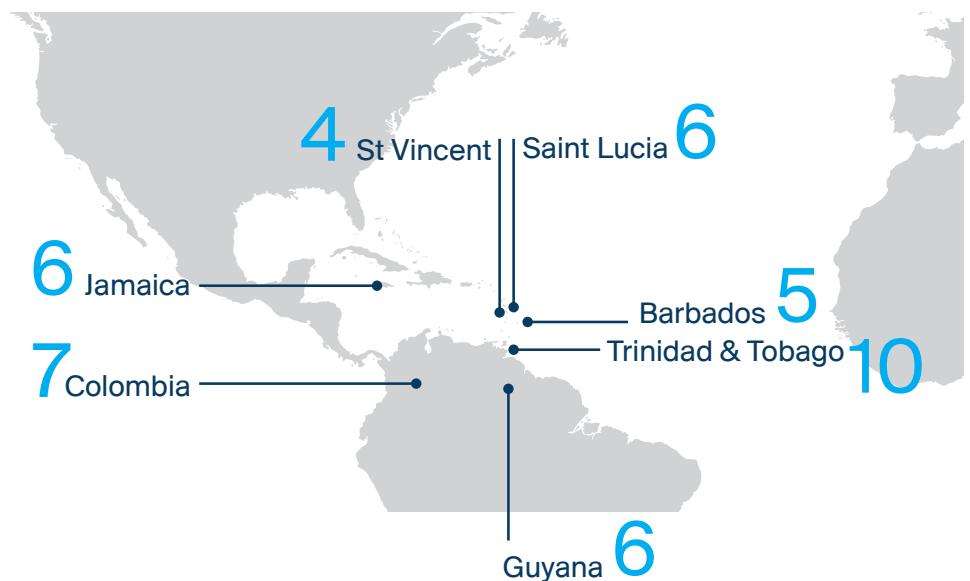 4 St Vincent
Saint Lucia 6
6 Jamaica
Barbados 5
Trinidad & Tobago 10
7 Colombia
Guyana 6